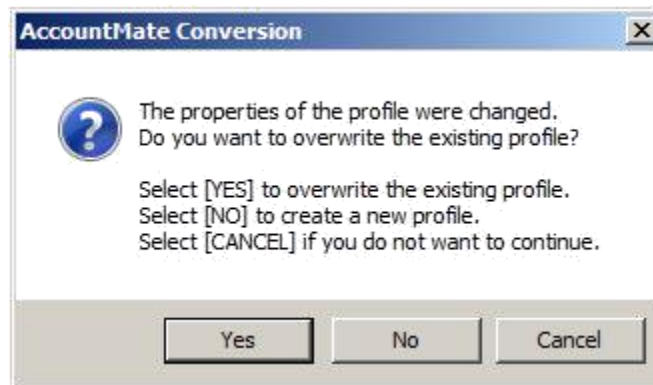 AccountMate Conversion
The properties of the profile were changed.
Do you want to overwrite the existing profile?
Select [YES] to overwrite the existing profile.
Select [NO] to create a new profile.
Select [CANCEL] if you do not want to continue.
Yes No Cancel